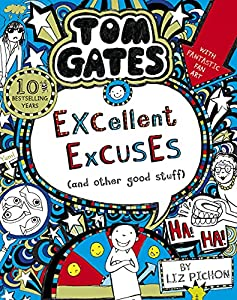 TOM
GATES
WITH
FANTASTIC
FAN
ART
10
BESTSELLING
YEARS
EXCellent
ExCUSEs
(and other good stuff)
HA!
HA!
BY
LIZ PICHON